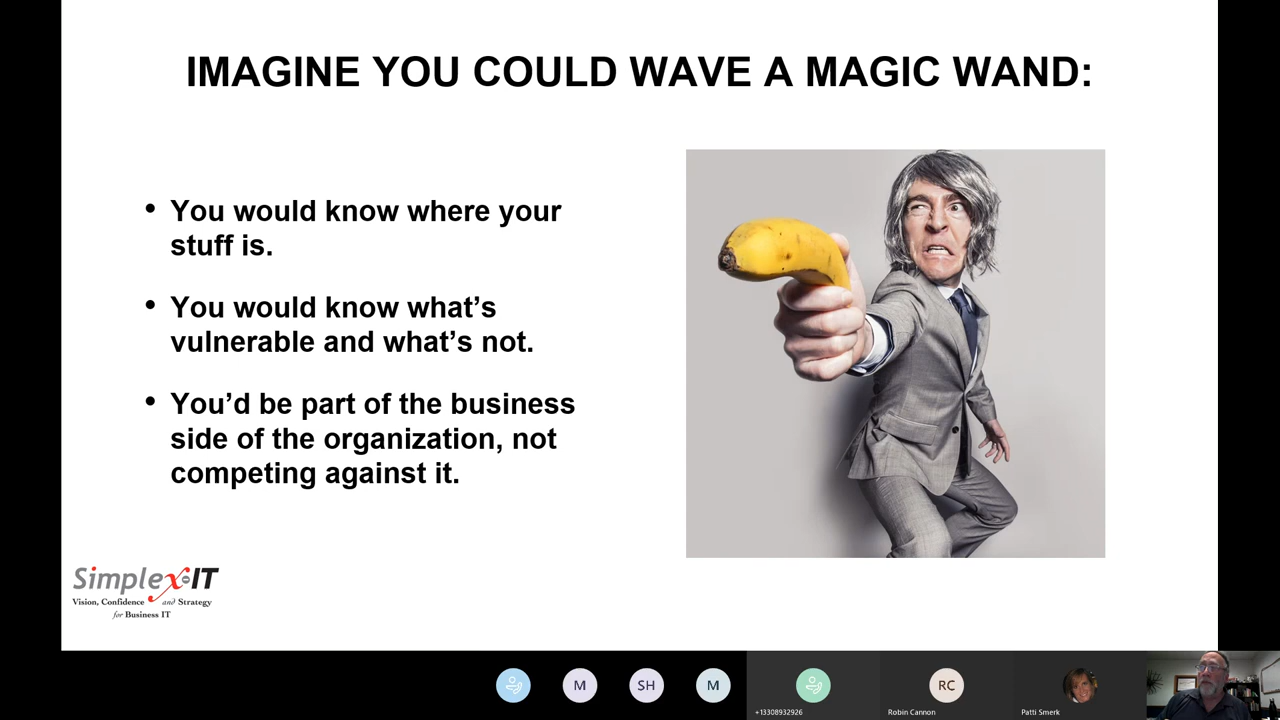 IMAGINE YOU COULD WAVE A MAGIC WAND:
• You would know where your
stuff is.
• You would know what’s
vulnerable and what’s not.
• You’d be part of the business
side of the organization, not
competing against it.
Simplex-IT
Vision, Confidence and Strategy
for Business IT
M
SH
M
RC
+13308932926
Robin Cannon
Patti Smerk